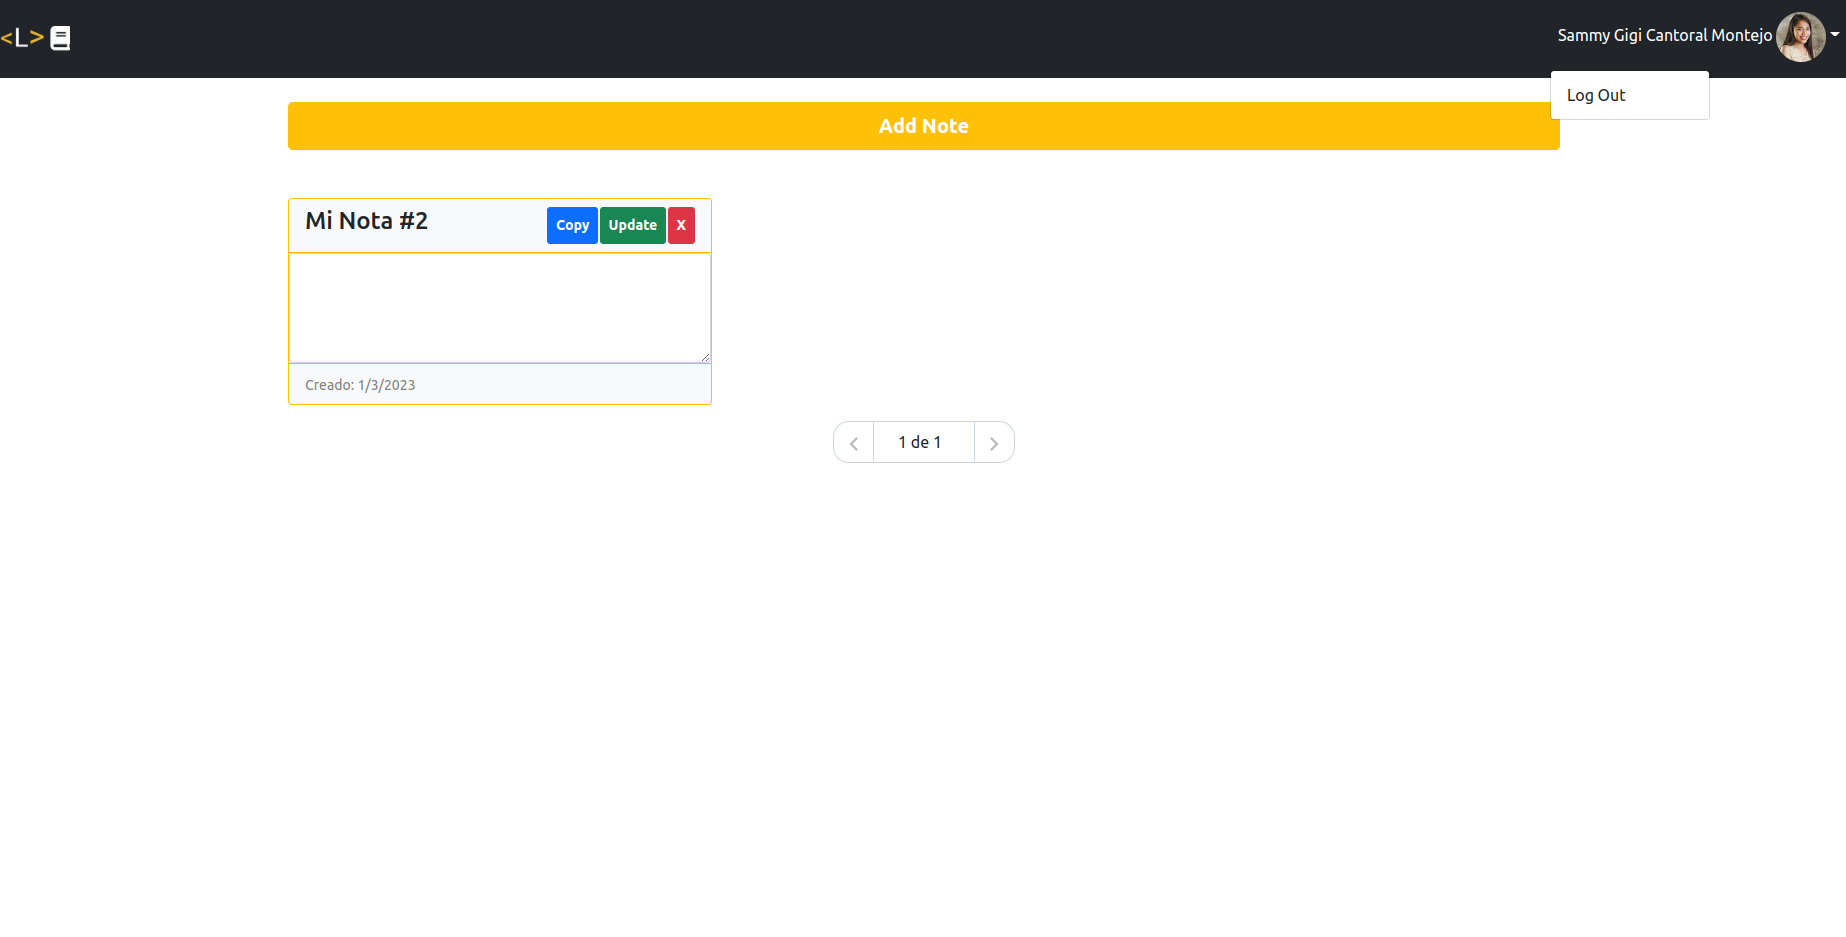 <L>
Sammy Gigi Cantoral Montejo
Log Out
Add Note
Mi Nota #2
Copy Update X
Creado: 1/3/2023
1 de 1